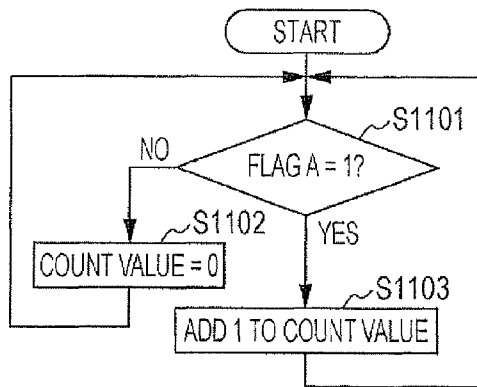 START
S1101
FLAG A = 1?
NO
YES
S1102
COUNT VALUE = 0
S1103
ADD 1 TO COUNT VALUE